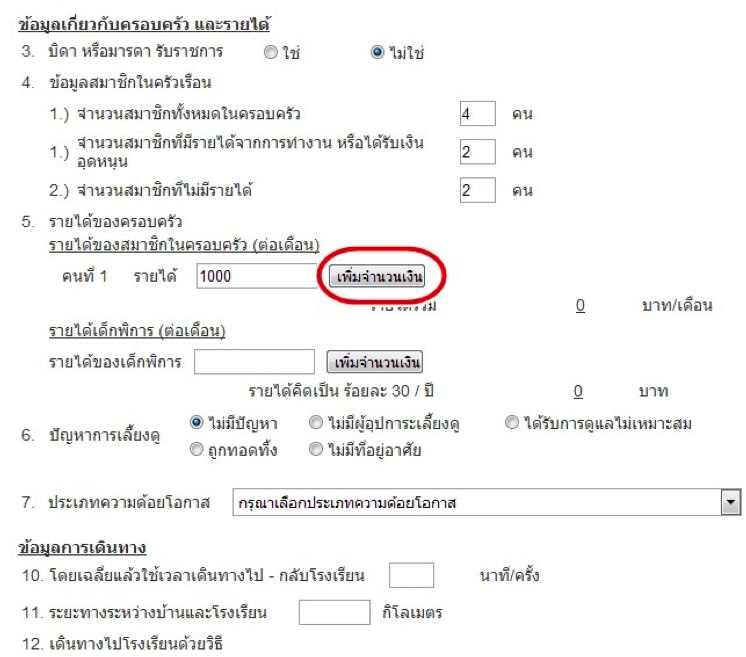 ข้อมูลเกี่ยวกับครอบครัว และรายได้
3. บิดา หรือมารดา รับราชการ ใช่ ไม่ใช่
4. ข้อมูลสมาชิกในครัวเรือน
1.) จำนวนสมาชิกทั้งหมดในครอบครัว 4 คน
1.) จำนวนสมาชิกที่มีรายได้จากการทำงาน หรือได้รับเงิน
อุดหนุน 2 คน
2.) จำนวนสมาชิกที่ไม่มีรายได้ 2 คน
5. รายได้ของครอบครัว
รายได้ของสมาชิกในครอบครัว (ต่อเดือน)
คนที่ 1 รายได้ 1000 เพิ่มจำนวนเงิน
รายได้รวม 0 บาท/เดือน
รายได้เด็กพิการ (ต่อเดือน)
รายได้ของเด็กพิการ เพิ่มจำนวนเงิน
รายได้คิดเป็น ร้อยละ 30 / ปี 0 บาท
6. ปัญหาการเลี้ยงดู ไม่มีปัญหา ไม่มีผู้อุปการะเลี้ยงดู ได้รับการดูแลไม่เหมาะสม
ถูกทอดทิ้ง ไม่มีที่อยู่อาศัย
7. ประเภทความด้อยโอกาส กรุณาเลือกประเภทความด้อยโอกาส
ข้อมูลการเดินทาง
10. โดยเฉลี่ยแล้วใช้เวลาเดินทางไป - กลับโรงเรียน นาที/ครั้ง
11. ระยะทางระหว่างบ้านและโรงเรียน กิโลเมตร
12. เดินทางไปโรงเรียนด้วยวิธี